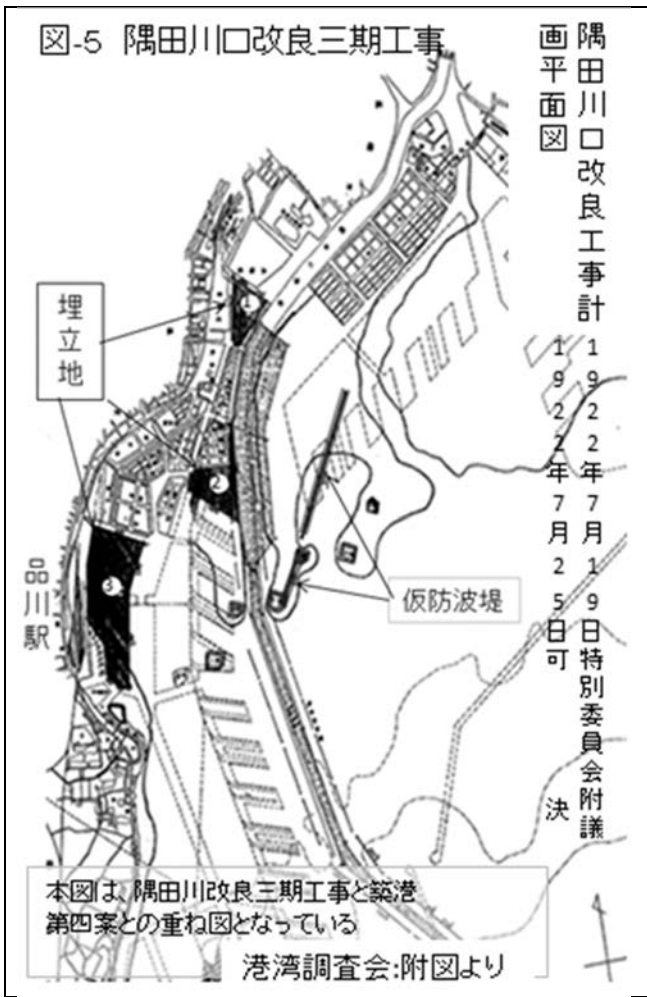 図-5 隅田川口改良三期工事
隅田川口改良工事計
画平面図
1922年7月19日特別委員会附議
1922年7月25日可決
埋立地
1
2
3
品川駅
仮防波堤
本図は、隅田川改良三期工事と築港
第四案との重ね図となっている
港湾調査会:附図より